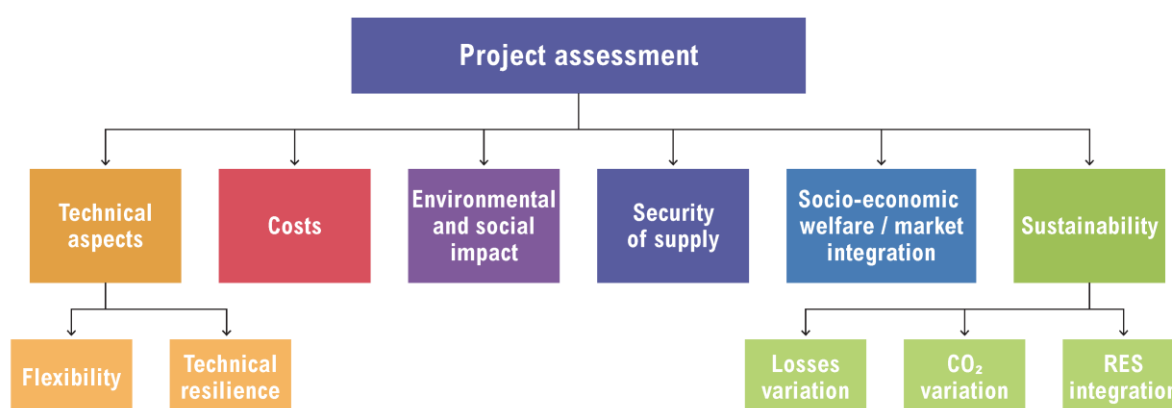 Project assessment
Technical
aspects
Costs
Environmental
and social
impact
Security
of supply
Socio-economic
welfare / market
integration
Sustainability
Flexibility
Technical
resilience
Losses
variation
CO₂
variation
RES
integration